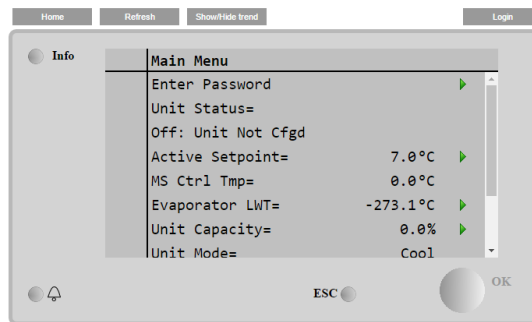 Home Refresh Show/Hide trend Login
Info
Main Menu
Enter Password
Unit Status=
Off: Unit Not Cfgd
Active Setpoint= 7.0°C
MS Ctrl Tmp= 0.0°C
Evaporator LWT= -273.1°C
Unit Capacity= 0.0%
Unit Mode= Cool
ESC OK